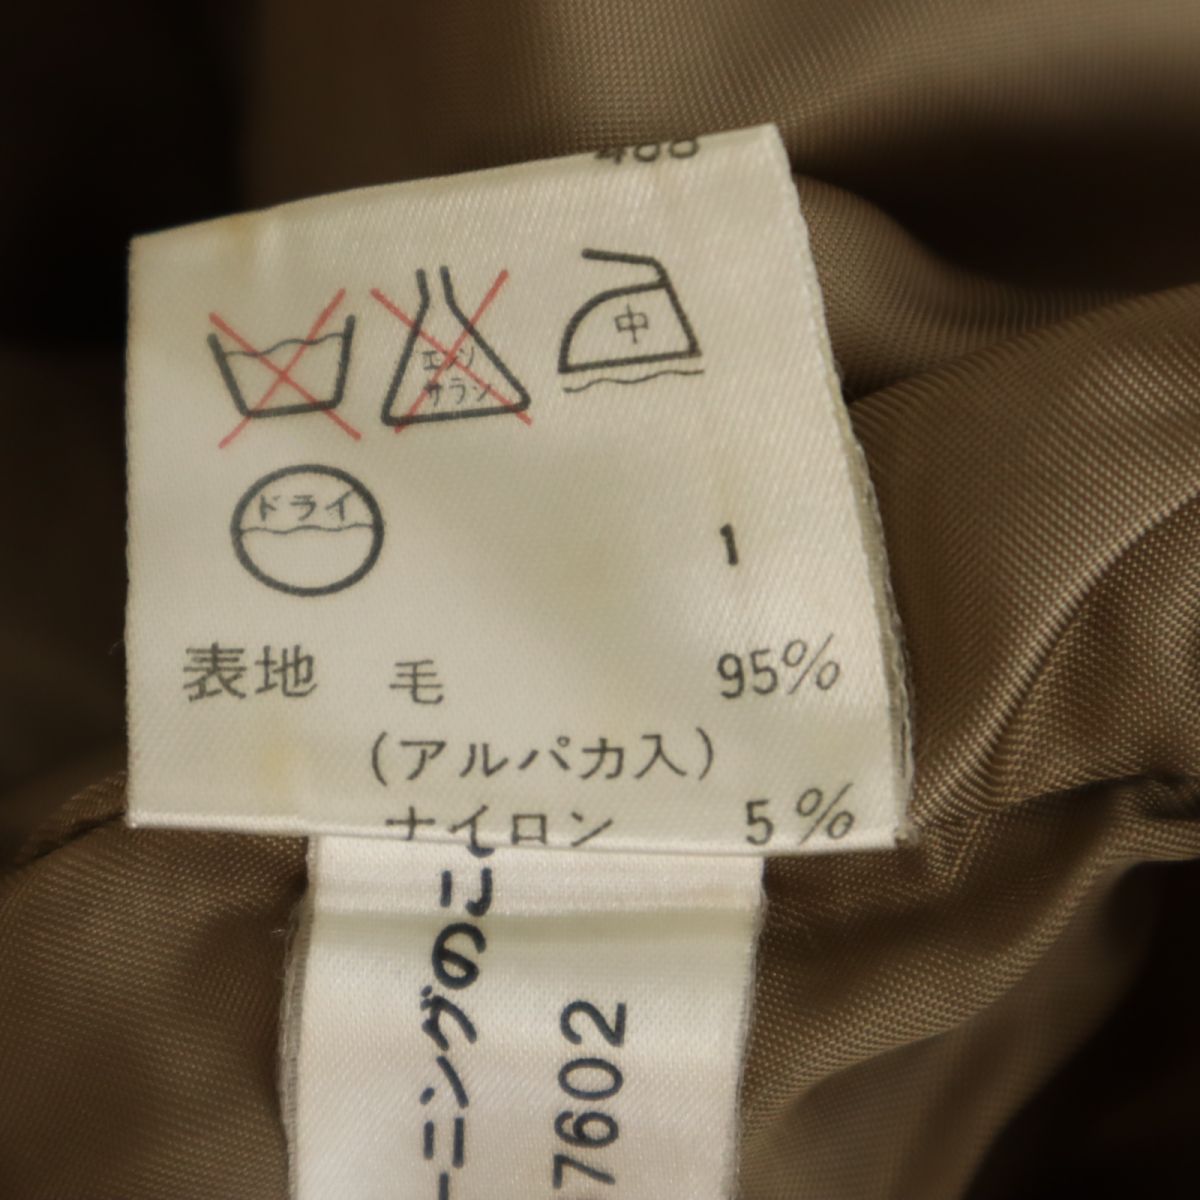 中
エンソ
サラシ
ドライ
1
表地 毛 95%
(アルパカ入)
ナイロン 5%
ーニングのこ
7602